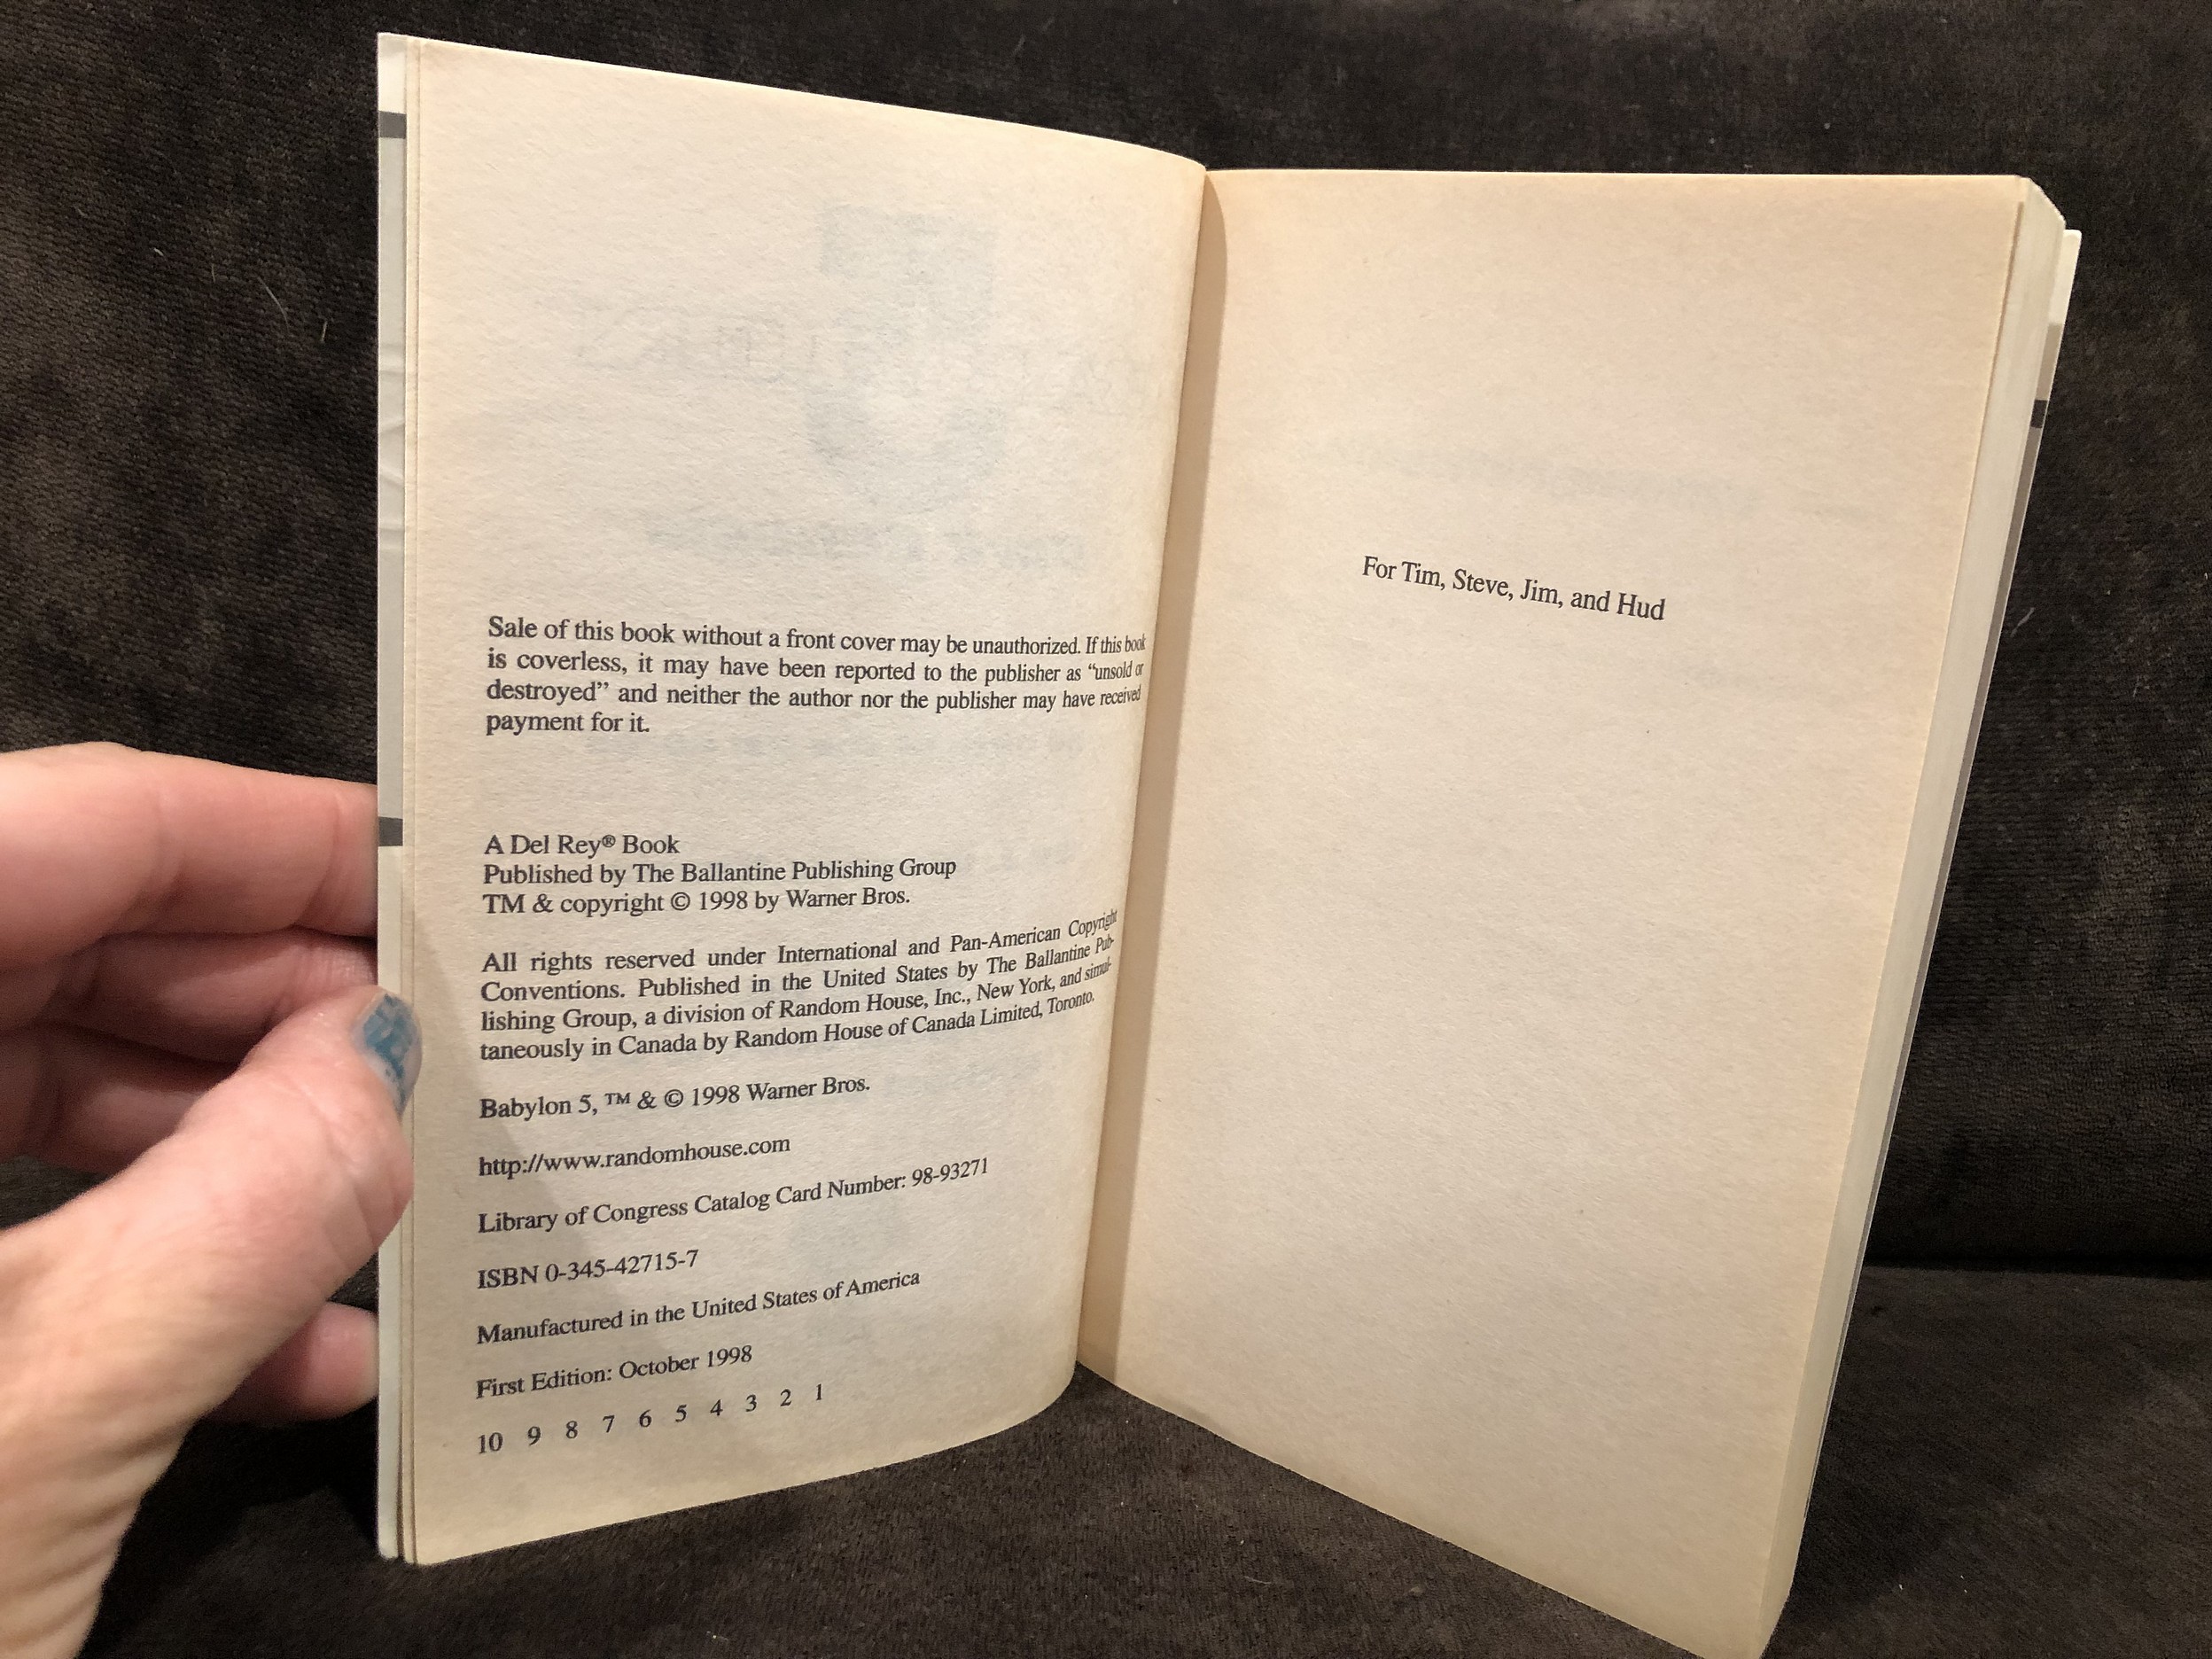 Sale of this book without a front cover may be unauthorized. If this book
is coverless, it may have been reported to the publisher as “unsold or
destroyed” and neither the author nor the publisher may have received
payment for it.
A Del Rey® Book
Published by The Ballantine Publishing Group
TM & copyright © 1998 by Warner Bros.
All rights reserved under International and Pan-American Copyright
Conventions. Published in the United States by The Ballantine Pub-
lishing Group, a division of Random House, Inc., New York, and simul-
taneously in Canada by Random House of Canada Limited, Toronto.
Babylon 5, ™ & © 1998 Warner Bros.
http://www.randomhouse.com
Library of Congress Catalog Card Number: 98-93271
ISBN 0-345-42715-7
Manufactured in the United States of America
First Edition: October 1998
10 9 8 7 6 5 4 3 2 1
For Tim, Steve, Jim, and Hud